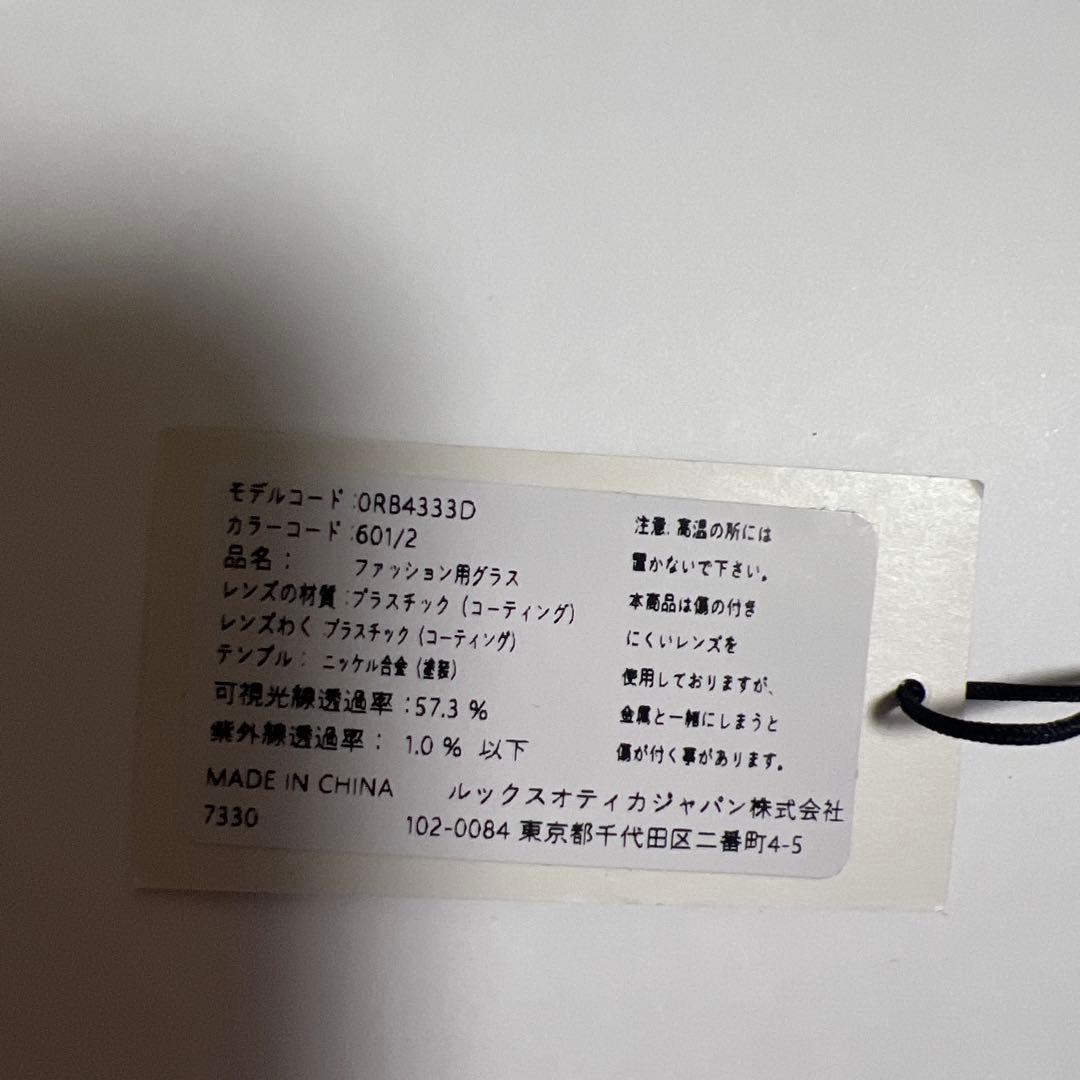 モデルコード:0RB4333D
カラーコード:601/2
品名: ファッション用グラス
レンズの材質:プラスチック(コーティング)
レンズわく:プラスチック(コーティング)
テンプル: ニッケル合金(塗装)
可視光線透過率:57.3 %
紫外線透過率: 1.0 % 以下
注意.高温の所には
置かないで下さい。
本商品は傷の付き
にくいレンズを
使用しておりますが、
金属と一緒にしまうと
傷が付く事があります。
MADE IN CHINA ルックスオティカジャパン株式会社
7330 102-0084 東京都千代田区二番町4-5